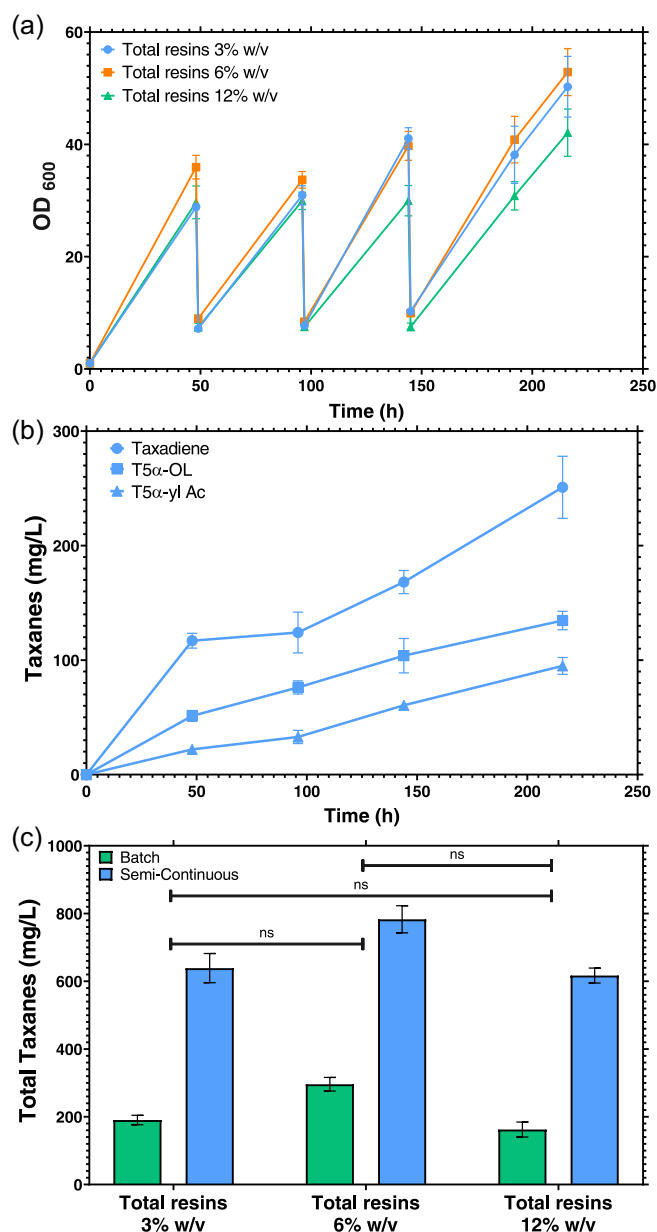 (a)
60
Total resins 3% w/v
Total resins 6% w/v
Total resins 12% w/v
40
OD 600
20
0
0 50 100 150 200 250
Time (h)
(b)
300
Taxadiene
T5α-OL
T5α-yl Ac
200
Taxanes (mg/L)
100
0
0 50 100 150 200 250
Time (h)
(c)
1000
Batch
Semi-Continuous
ns
ns
ns
800
Total Taxanes (mg/L)
600
400
200
0
Total resins 3% w/v
Total resins 6% w/v
Total resins 12% w/v